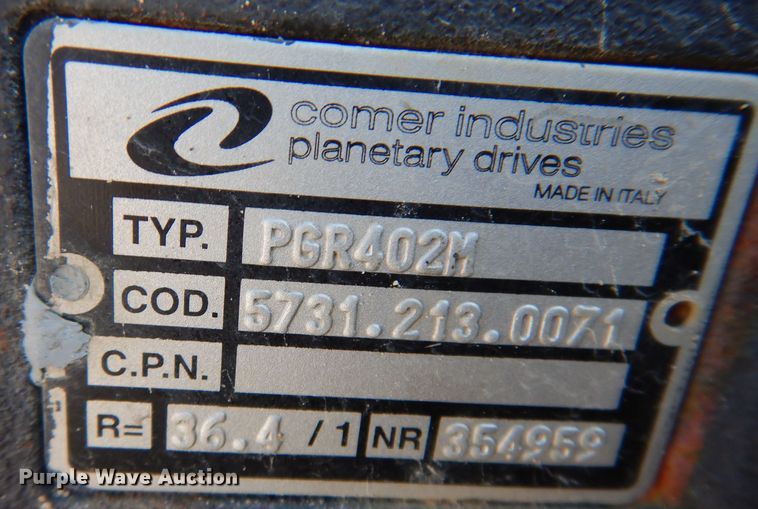 comer industries
planetary drives
MADE IN ITALY
TYP. PGR402M
COD. 5731.213.0071
C.P.N.
R= 36.4 / 1 NR 354959
Purple Wave Auction